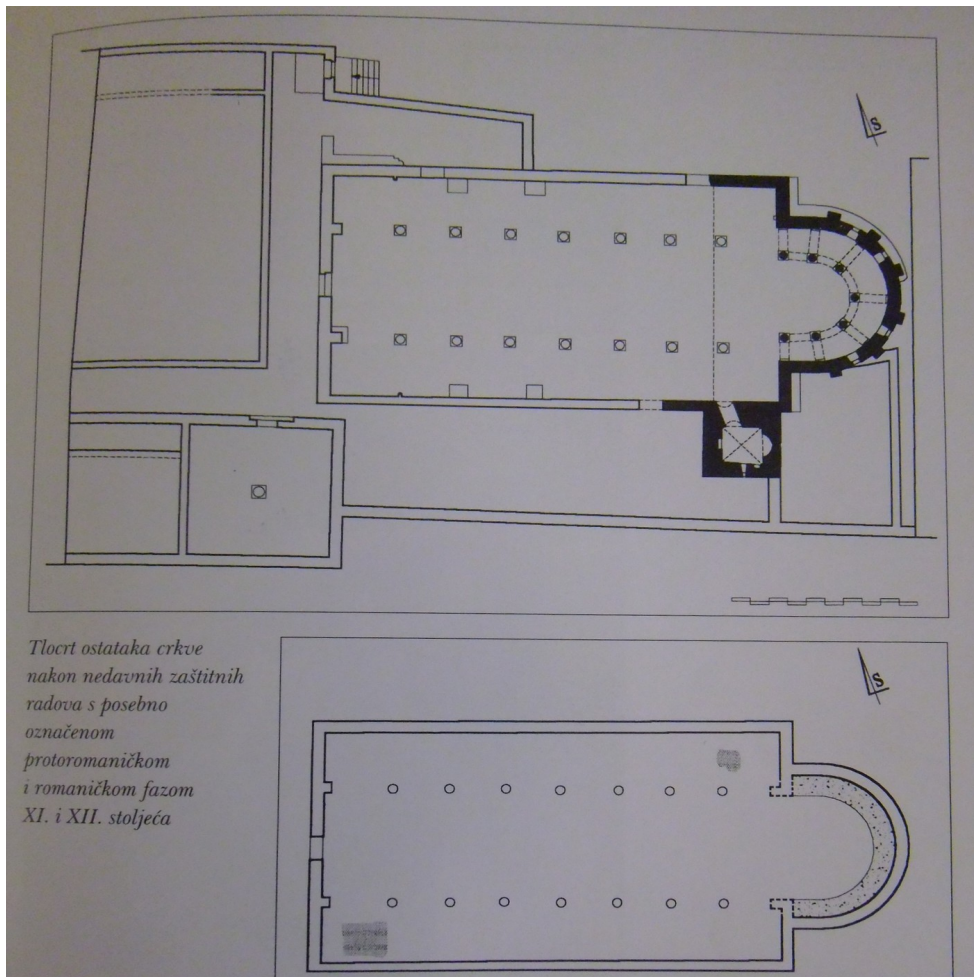 S
Tlocrt ostataka crkve
nakon nedavnih zaštitnih
radova s posebno
označenom
protoromaničkom
i romaničkom fazom
XI. i XII. stoljeća
S